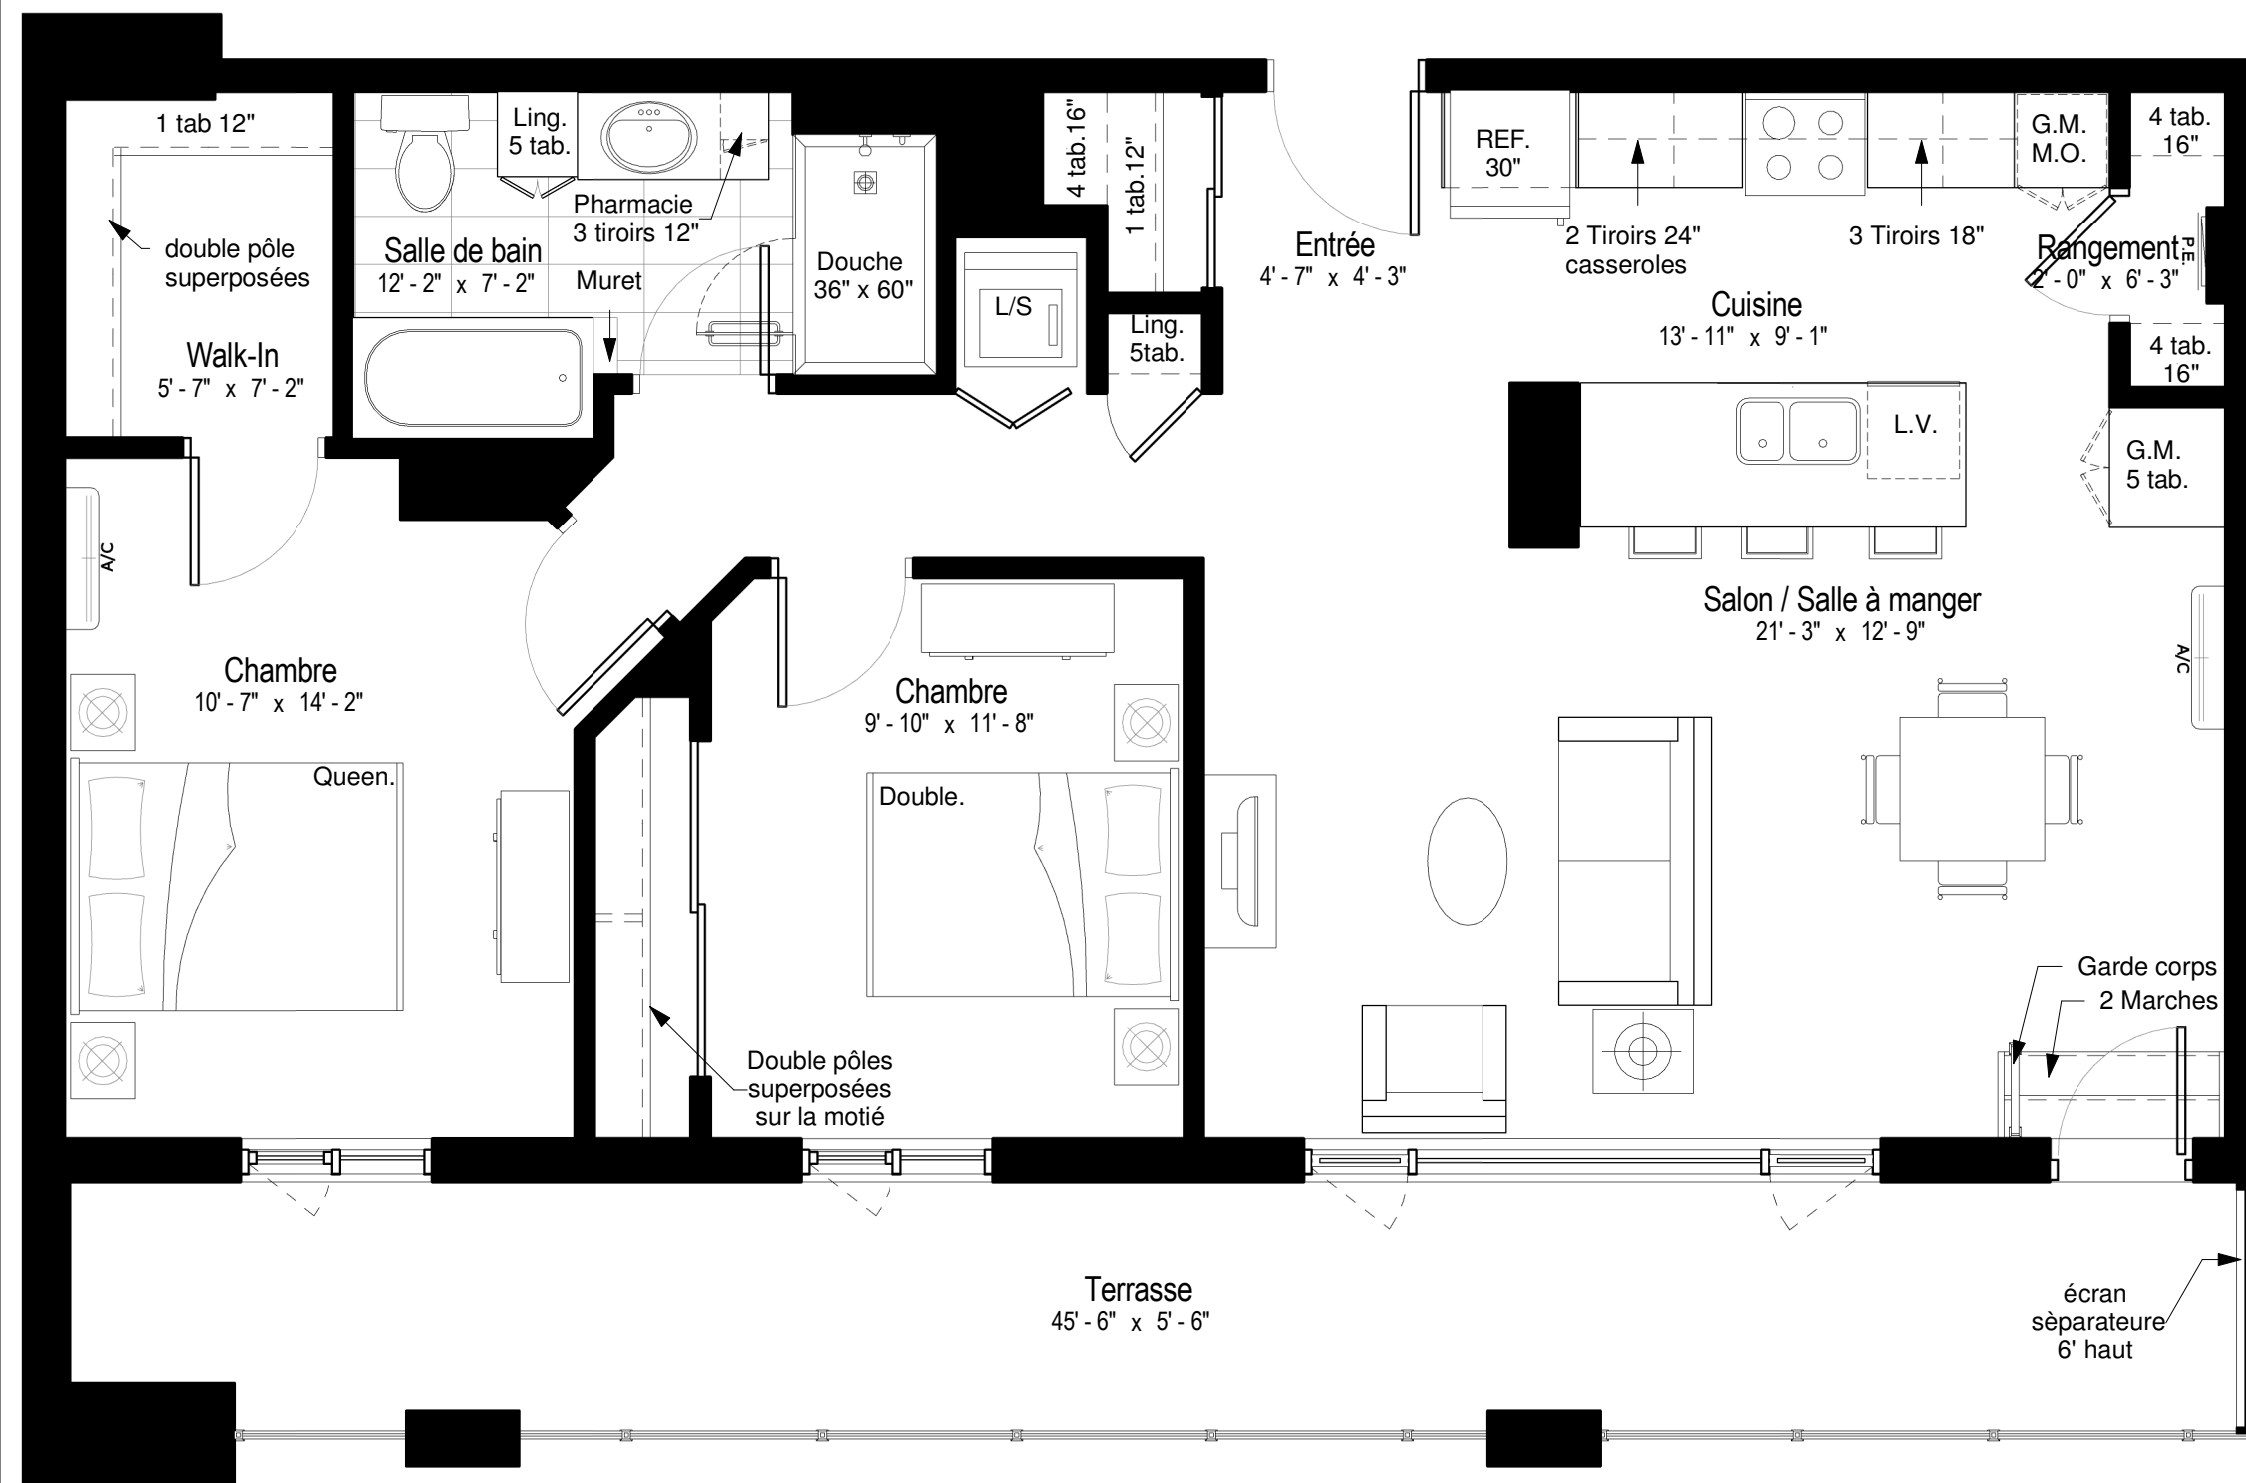 1 tab 12"
double pôle
superposées
Walk-In
5' - 7" x 7' - 2"
Ling.
5 tab.
Pharmacie
3 tiroirs 12"
Salle de bain
12' - 2" x 7' - 2"
Muret
Douche
36" x 60"
L/S
4 tab.16"
1 tab.12"
Ling.
5tab.
Entrée
4' - 7" x 4' - 3"
REF.
30"
2 Tiroirs 24"
casseroles
3 Tiroirs 18"
G.M.
M.O.
Cuisine
13' - 11" x 9' - 1"
4 tab.
16"
Rangement
2' - 0" x 6' - 3"
P.E.
4 tab.
16"
L.V.
G.M.
5 tab.
A/C
Chambre
10' - 7" x 14' - 2"
Queen.
Chambre
9' - 10" x 11' - 8"
Double.
Double pôles
superposées
sur la motié
Salon / Salle à manger
21' - 3" x 12' - 9"
A/C
Garde corps
2 Marches
Terrasse
45' - 6" x 5' - 6"
écran
sèparateure
6' haut